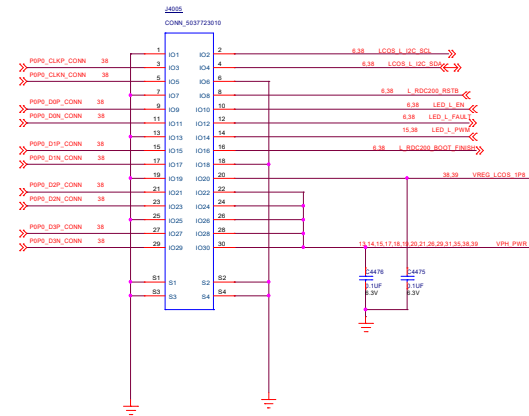 J4005
CONN_5037723010
1 IO1 IO2 2 6,38 LCOS_L_I2C_SCL
P0P0_CLKP_CONN 38 3 IO3 IO4 4 6,38 LCOS_L_I2C_SDA
P0P0_CLKN_CONN 38 5 IO5 IO6 6
7 IO7 IO8 8 6,38 L_RDC200_RSTB
P0P0_D0P_CONN 38 9 IO9 IO10 10 6,38 LED_L_EN
P0P0_D0N_CONN 38 11 IO11 IO12 12 6,38 LED_L_FAULT
13 IO13 IO14 14 15,38 LED_L_PWM
P0P0_D1P_CONN 38 15 IO15 IO16 16 6,38 L_RDC200_BOOT_FINISH
P0P0_D1N_CONN 38 17 IO17 IO18 18
19 IO19 IO20 20 38,39 VREG_LCOS_1P8_
P0P0_D2P_CONN 38 21 IO21 IO22 22
P0P0_D2N_CONN 38 23 IO23 IO24 24
25 IO25 IO26 26
P0P0_D3P_CONN 38 27 IO27 IO28 28
P0P0_D3N_CONN 38 29 IO29 IO30 30 13,14,15,17,18,19,20,21,26,29,31,35,38,39 VPH_PWR
S1 S1 S2 S2
S3 S3 S4 S4
C4476 C4475
0.1UF 0.1UF
6.3V 6.3V